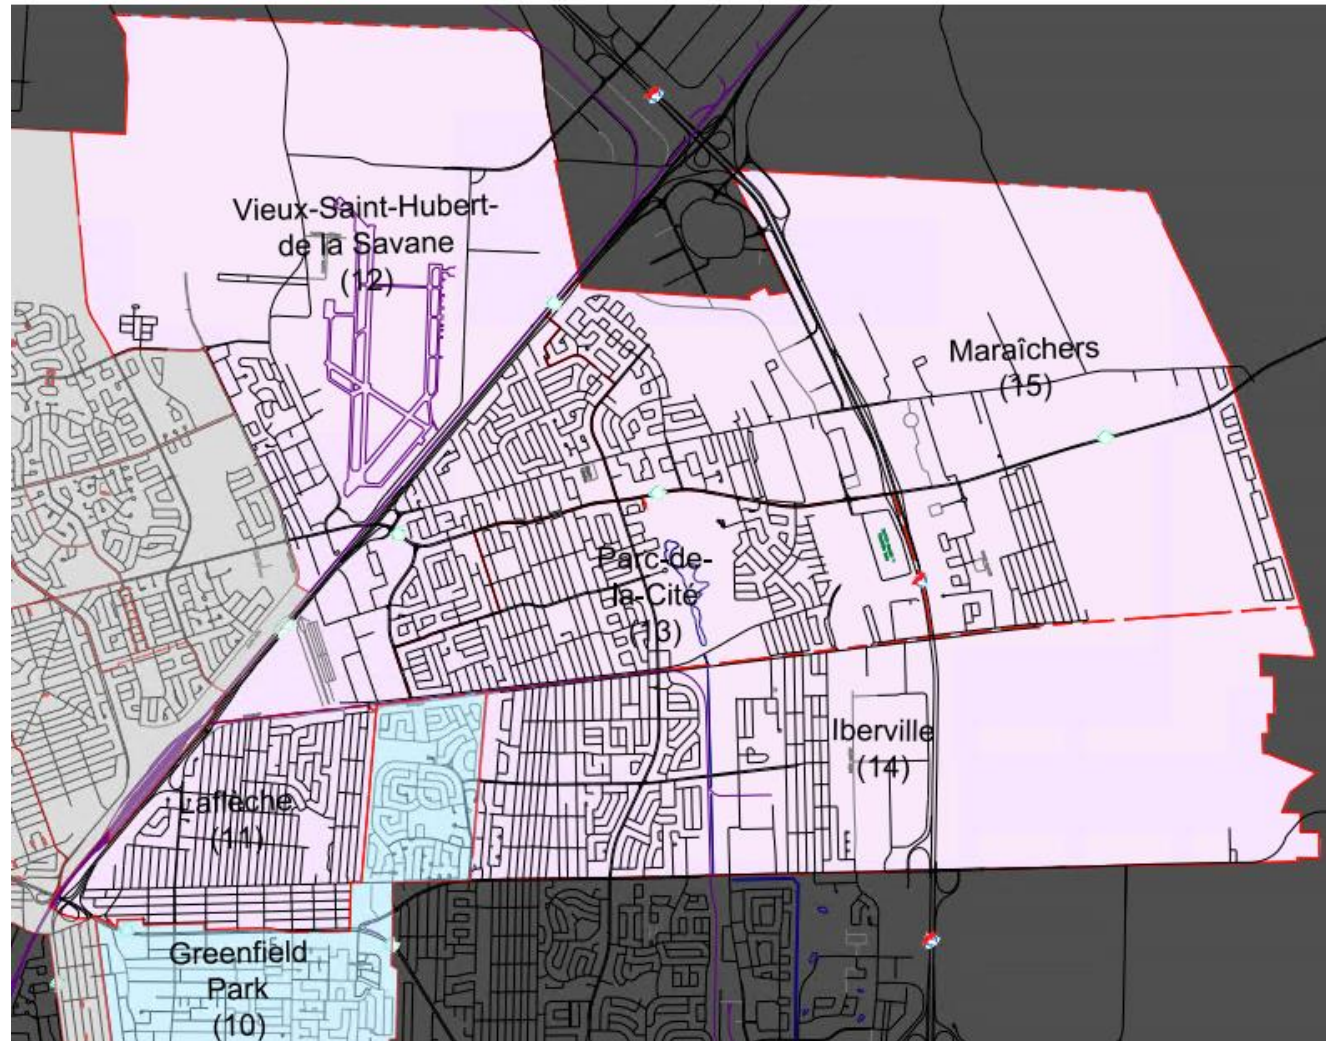 Vieux-Saint-Hubert-
de la Savane
(12)
Maraîchers
(15)
Parc-de-
la-Cité
(13)
Iberville
(14)
Laflèche
(11)
Greenfield
Park
(10)